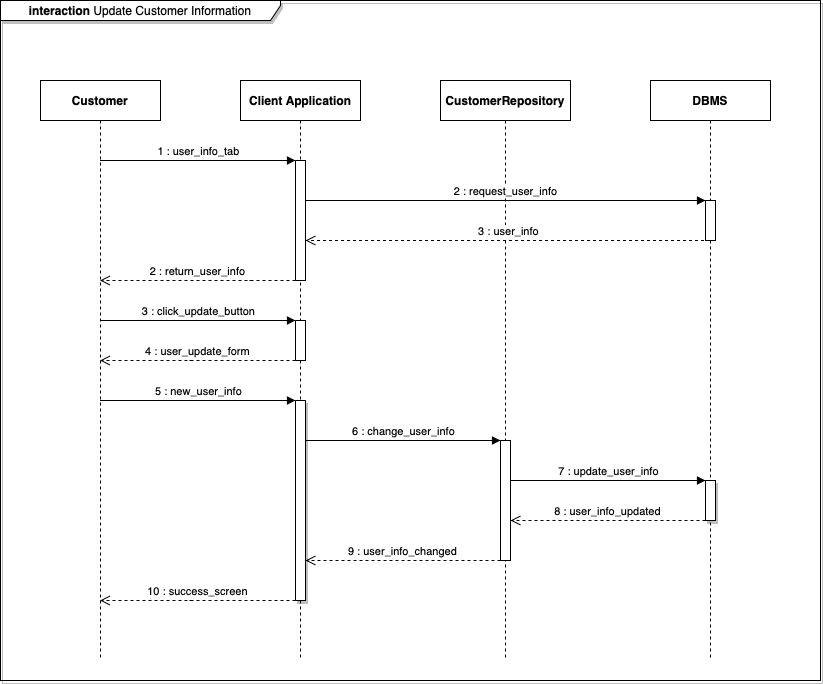 interaction Update Customer Information
Customer
Client Application
CustomerRepository
DBMS
1 : user_info_tab
2 : request_user_info
3 : user_info
2 : return_user_info
3 : click_update_button
4 : user_update_form
5 : new_user_info
6 : change_user_info
7 : update_user_info
8 : user_info_updated
9 : user_info_changed
10 : success_screen